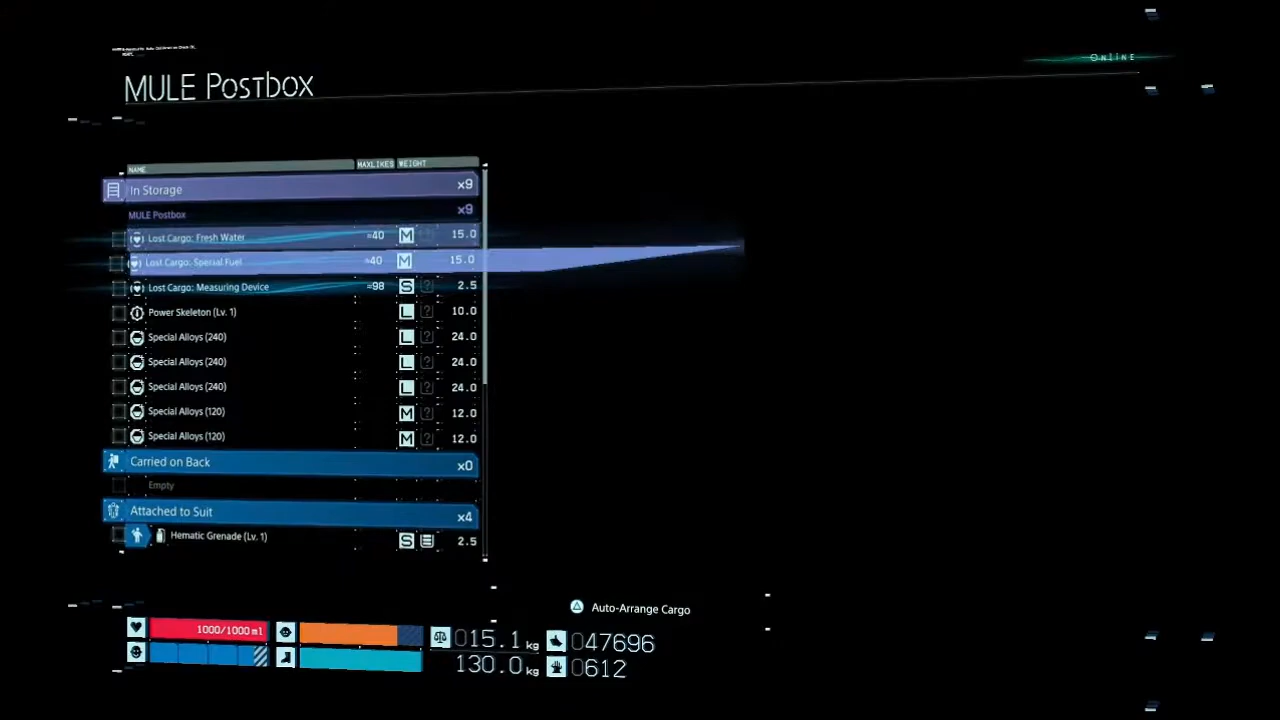 ONLINE
MULE Postbox
NAME MAXLIKES WEIGHT
In Storage x9
MULE Postbox x9
Lost Cargo: Fresh Water ≈40 M 15.0
Lost Cargo: Special Fuel ≈40 M 15.0
Lost Cargo: Measuring Device ≈98 S ? 2.5
Power Skeleton (Lv. 1) L ? 10.0
Special Alloys (240) L ? 24.0
Special Alloys (240) L ? 24.0
Special Alloys (240) L ? 24.0
Special Alloys (120) M ? 12.0
Special Alloys (120) M ? 12.0
Carried on Back x0
Empty
Attached to Suit x4
Hematic Grenade (Lv. 1) S 2.5
Auto-Arrange Cargo
1000/1000 ml
015.1 kg 047696
130.0 kg 0612